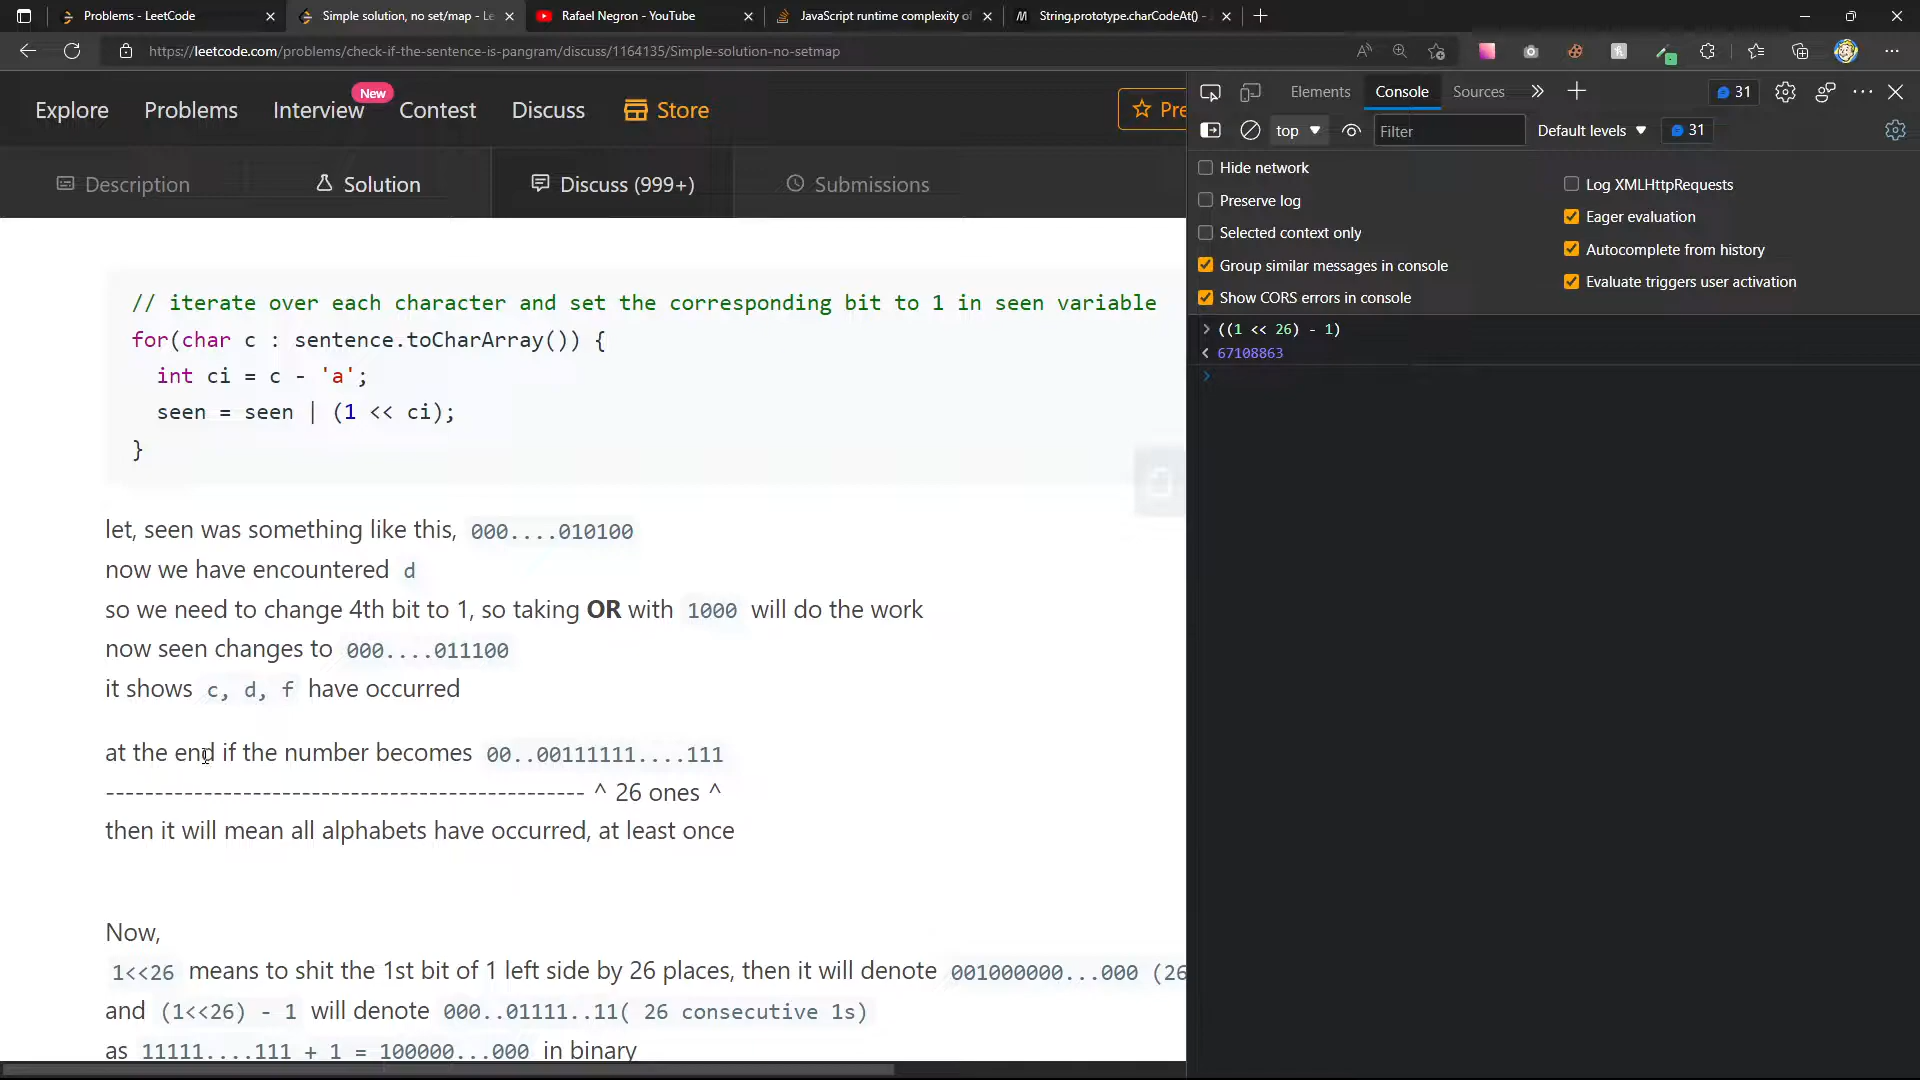 Problems - LeetCode
Simple solution, no set/map - Le
Rafael Negron - YouTube
JavaScript runtime complexity of
String.prototype.charCodeAt() -
https://leetcode.com/problems/check-if-the-sentence-is-pangram/discuss/1164135/Simple-solution-no-setmap
Explore
Problems
Interview
New
Contest
Discuss
Store
Pre
Description
Solution
Discuss (999+)
Submissions
// iterate over each character and set the corresponding bit to 1 in seen variable
for(char c : sentence.toCharArray()) {
int ci = c - 'a';
seen = seen | (1 << ci);
}
let, seen was something like this, 000....010100
now we have encountered d
so we need to change 4th bit to 1, so taking OR with 1000 will do the work
now seen changes to 000....011100
it shows c, d, f have occurred
at the end if the number becomes 00..00111111....111
------------------------------------------------ ^ 26 ones ^
then it will mean all alphabets have occurred, at least once
Now,
1<<26 means to shit the 1st bit of 1 left side by 26 places, then it will denote 001000000...000 (26
and (1<<26) - 1 will denote 000..01111..11( 26 consecutive 1s)
as 11111....111 + 1 = 100000...000 in binary
Elements
Console
Sources
31
top
Filter
Default levels
31
Hide network
Preserve log
Selected context only
Group similar messages in console
Show CORS errors in console
Log XMLHttpRequests
Eager evaluation
Autocomplete from history
Evaluate triggers user activation
((1 << 26) - 1)
67108863